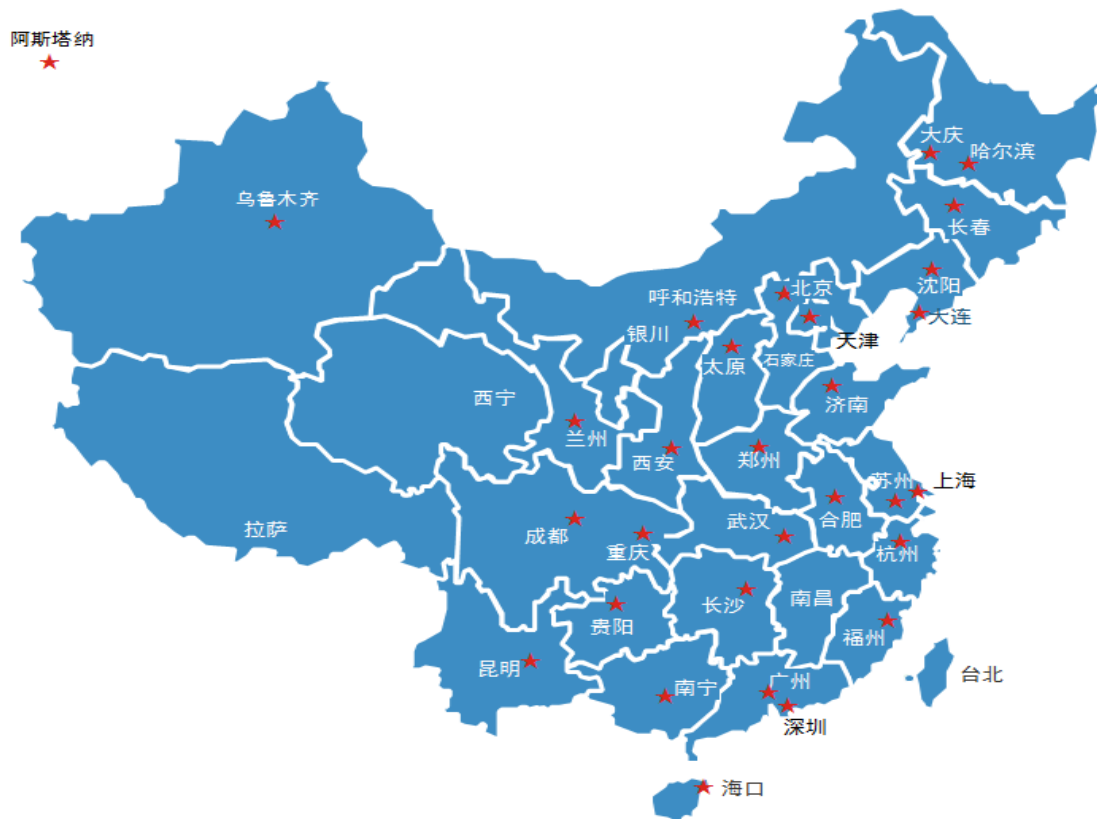 阿斯塔纳
大庆
哈尔滨
乌鲁木齐
长春
沈阳
北京
呼和浩特
大连
银川
天津
太原
石家庄
西宁
济南
兰州
西安
郑州
苏州
上海
武汉
合肥
拉萨
成都
重庆
杭州
南昌
长沙
贵阳
福州
昆明
台北
南宁
广州
深圳
海口